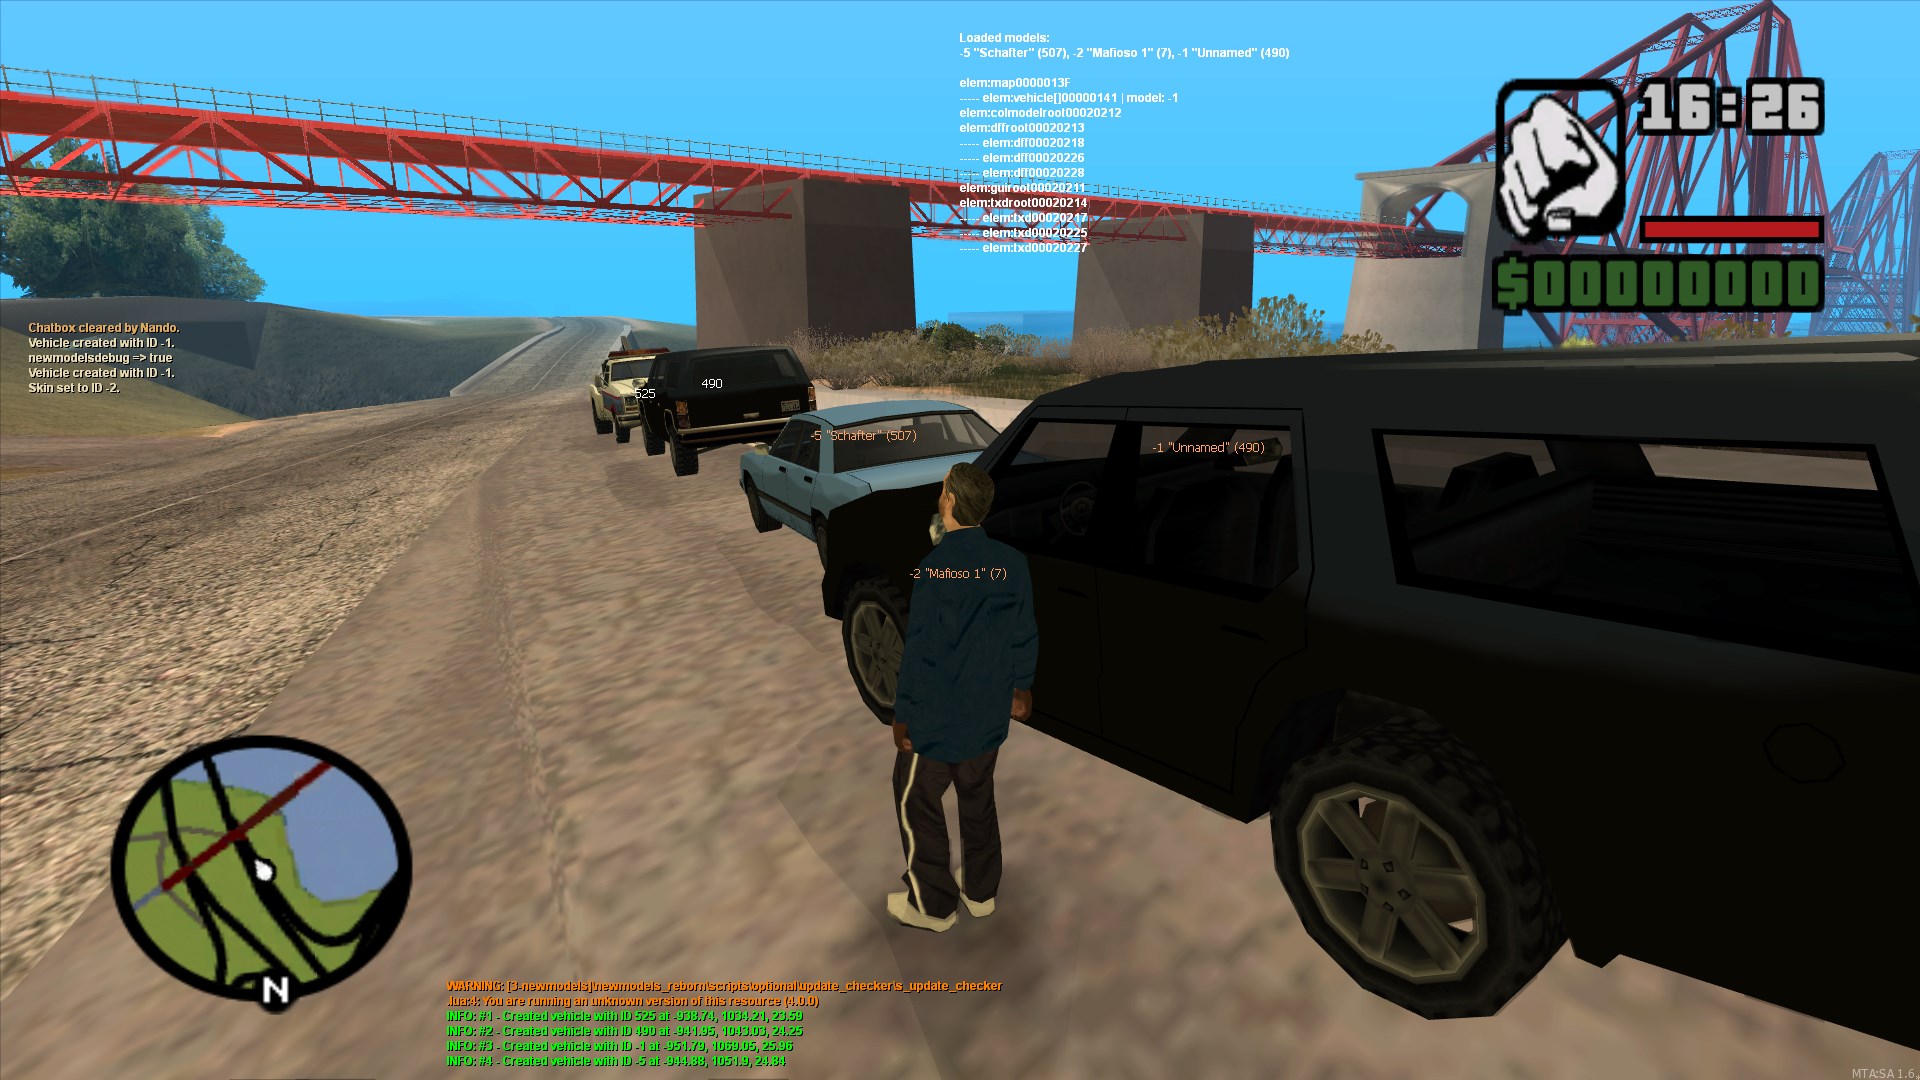 Loaded models:
-5 "Schafter" (507), -2 "Mafioso 1" (7), -1 "Unnamed" (490)
elem:map0000013F
----- elem:vehicle[]00000141 | model: -1
elem:colmodelroot00020212
elem:dffroot00020213
----- elem:dff00020218
----- elem:dff00020226
----- elem:dff00020228
elem:guiroot00020211
elem:txdroot00020214
----- elem:txd00020217
----- elem:txd00020225
----- elem:txd00020227
16:26
$00000000
Chatbox cleared by Nando.
Vehicle created with ID -1.
newmodelsdebug => true
Vehicle created with ID -1.
Skin set to ID -2.
490
525
-5 "Schafter" (507)
-1 "Unnamed" (490)
-2 "Mafioso 1" (7)
N
WARNING: [3-newmodels]\newmodels_reborn\scripts\optional\update_checker\s_update_checker
.lua:4: You are running an unknown version of this resource (4.0.0)
INFO: #1 - Created vehicle with ID 525 at -938.74, 1034.21, 23.59
INFO: #2 - Created vehicle with ID 490 at -941.95, 1043.03, 24.25
INFO: #3 - Created vehicle with ID -1 at -951.79, 1069.05, 25.96
INFO: #4 - Created vehicle with ID -5 at -944.88, 1051.9, 24.84
MTA:SA 1.6